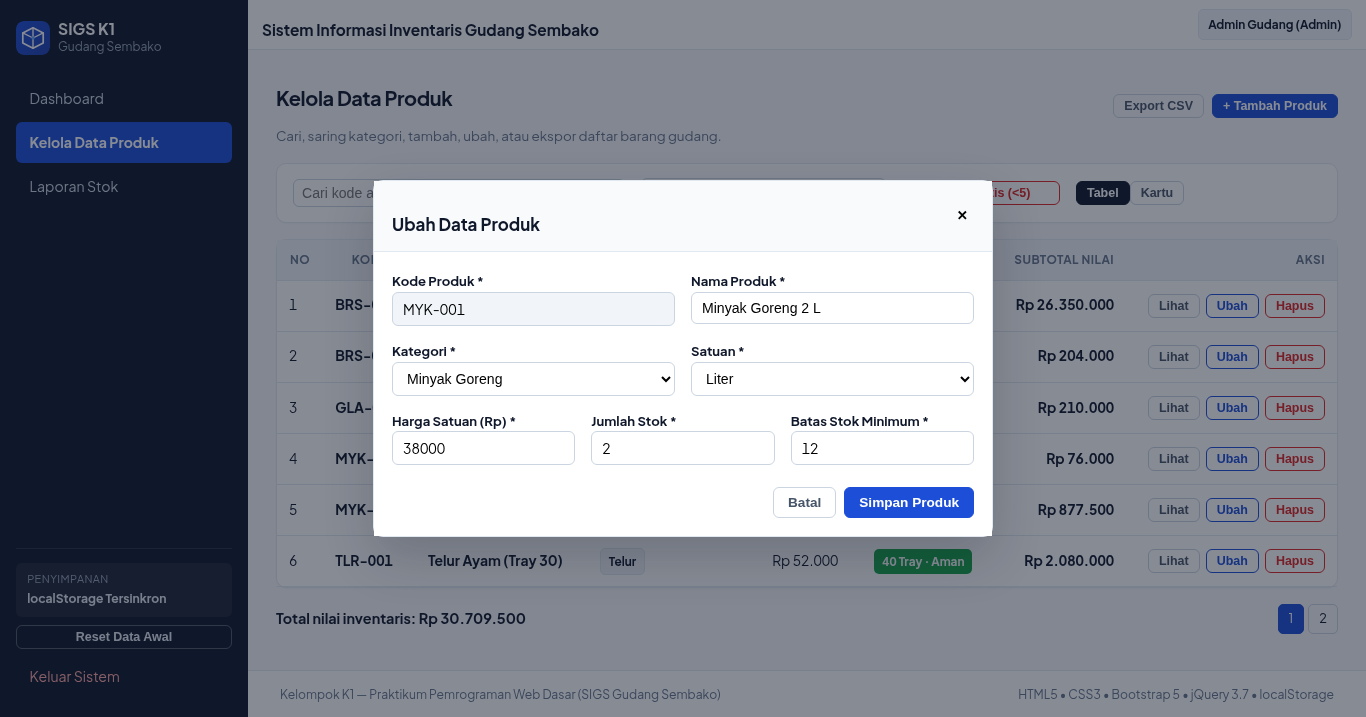 SIGS K1
Gudang Sembako
Dashboard
Kelola Data Produk
Laporan Stok
PENYIMPANAN
localStorage Tersinkron
Reset Data Awal
Keluar Sistem
Sistem Informasi Inventaris Gudang Sembako
Admin Gudang (Admin)
Kelola Data Produk
Export CSV
+ Tambah Produk
Cari, saring kategori, tambah, ubah, atau ekspor daftar barang gudang.
Cari kode a
(<5)
Tabel
Kartu
NO SUBTOTAL NILAI AKSI
1 BRS- Rp 26.350.000 Lihat Ubah Hapus
2 BRS- Rp 204.000 Lihat Ubah Hapus
3 GLA- Rp 210.000 Lihat Ubah Hapus
4 MYK- Rp 76.000 Lihat Ubah Hapus
5 MYK- Rp 877.500 Lihat Ubah Hapus
6 TLR-001 Telur Ayam (Tray 30) Telur Rp 52.000 40 Tray · Aman Rp 2.080.000 Lihat Ubah Hapus
Total nilai inventaris: Rp 30.709.500
1 2
Kelompok K1 — Praktikum Pemrograman Web Dasar (SIGS Gudang Sembako)
HTML5 • CSS3 • Bootstrap 5 • jQuery 3.7 • localStorage
Ubah Data Produk
×
Kode Produk * Nama Produk *
MYK-001 Minyak Goreng 2 L
Kategori * Satuan *
Minyak Goreng Liter
Harga Satuan (Rp) * Jumlah Stok * Batas Stok Minimum *
38000 2 12
Batal Simpan Produk